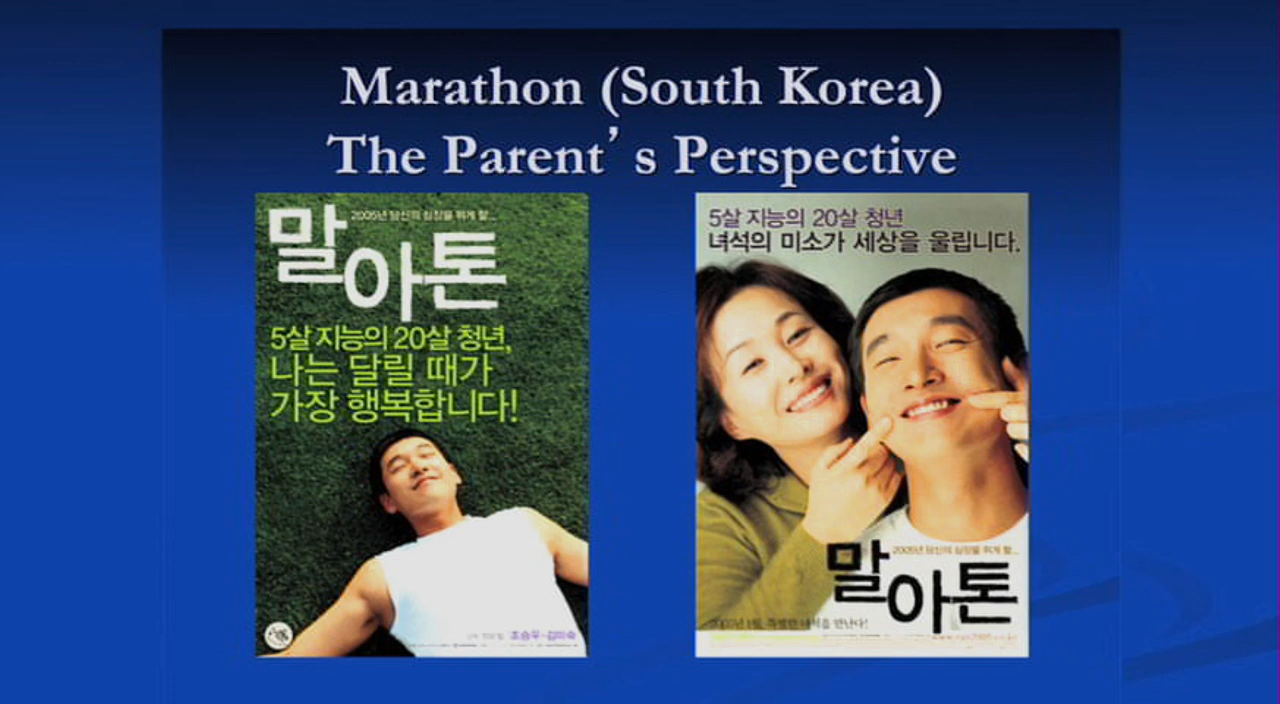 Marathon (South Korea)
The Parent’s Perspective
말아톤
2005년 당신의 심장을 뛰게 할...
5살 지능의 20살 청년,
나는 달릴 때가
가장 행복합니다!
조승우 김미숙
5살 지능의 20살 청년
녀석의 미소가 세상을 울립니다.
2005년 당신의 심장을 뛰게 할...
말아톤